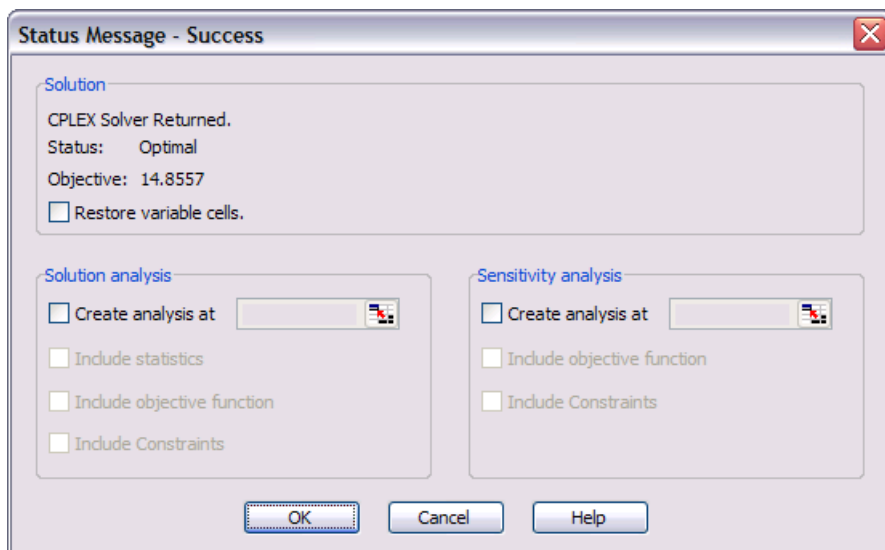 Status Message - Success
Solution
CPLEX Solver Returned.
Status: Optimal
Objective: 14.8557
Restore variable cells.
Solution analysis
Create analysis at
Include statistics
Include objective function
Include Constraints
Sensitivity analysis
Create analysis at
Include objective function
Include Constraints
OK Cancel Help